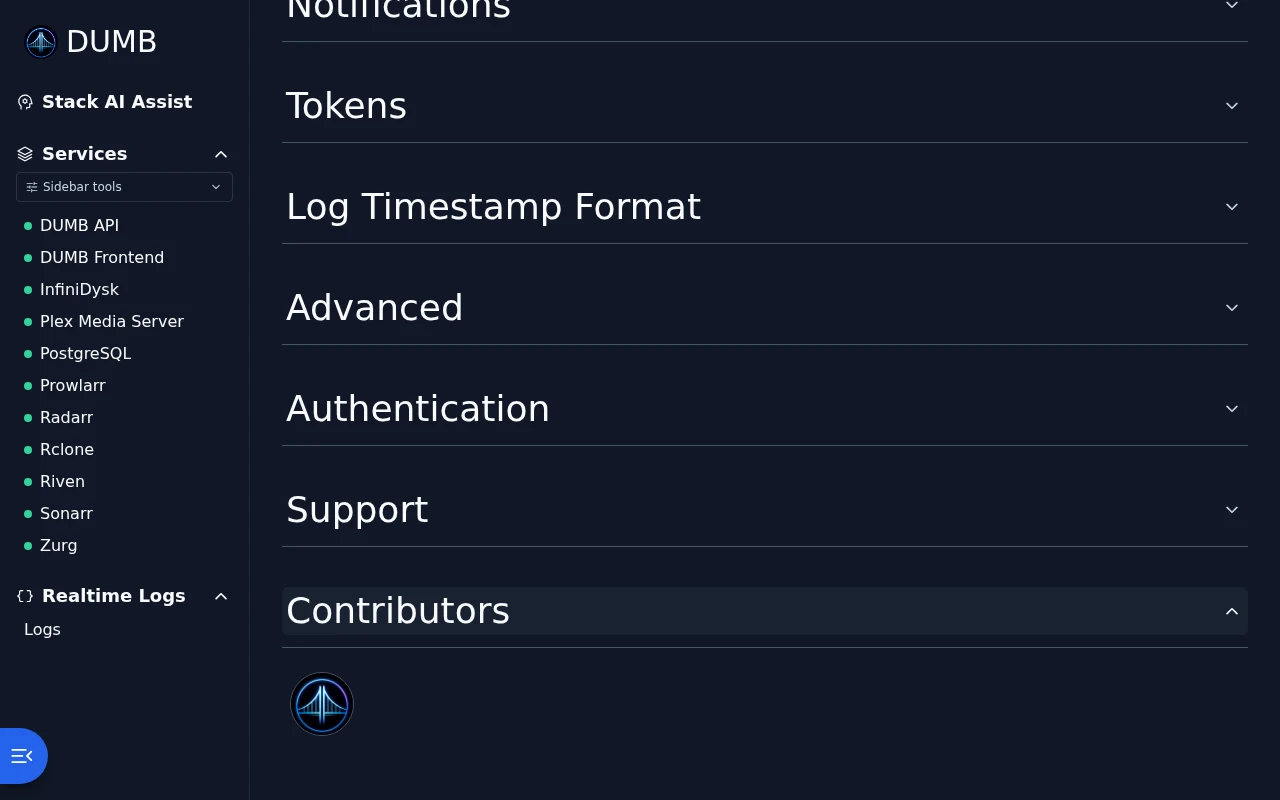 DUMB
Stack AI Assist
Services
Sidebar tools
DUMB API
DUMB Frontend
InfiniDysk
Plex Media Server
PostgreSQL
Prowlarr
Radarr
Rclone
Riven
Sonarr
Zurg
Realtime Logs
Logs
Notifications
Tokens
Log Timestamp Format
Advanced
Authentication
Support
Contributors